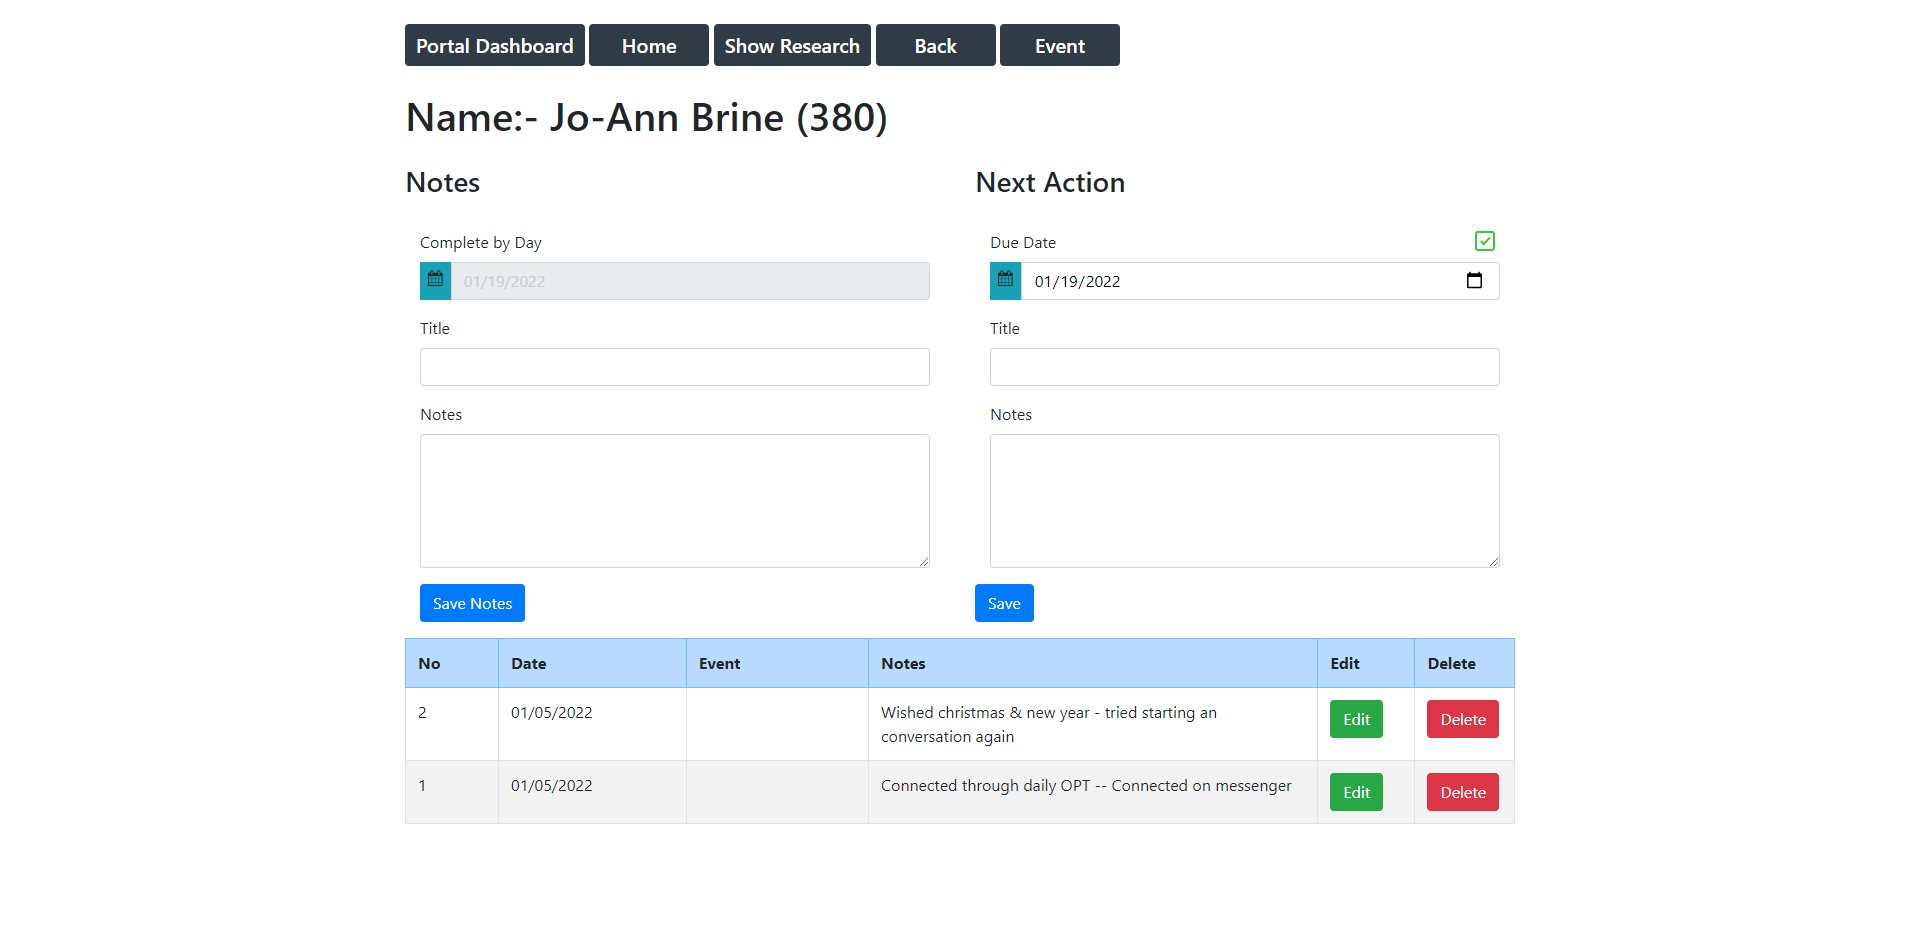 Portal Dashboard Home Show Research Back Event
Name:- Jo-Ann Brine (380)
Notes
Next Action
Complete by Day
01/19/2022
Due Date
01/19/2022
Title
Title
Notes
Notes
Save Notes
Save
No Date Event Notes Edit Delete
2 01/05/2022 Wished christmas & new year - tried starting an
conversation again Edit Delete
1 01/05/2022 Connected through daily OPT -- Connected on messenger Edit Delete